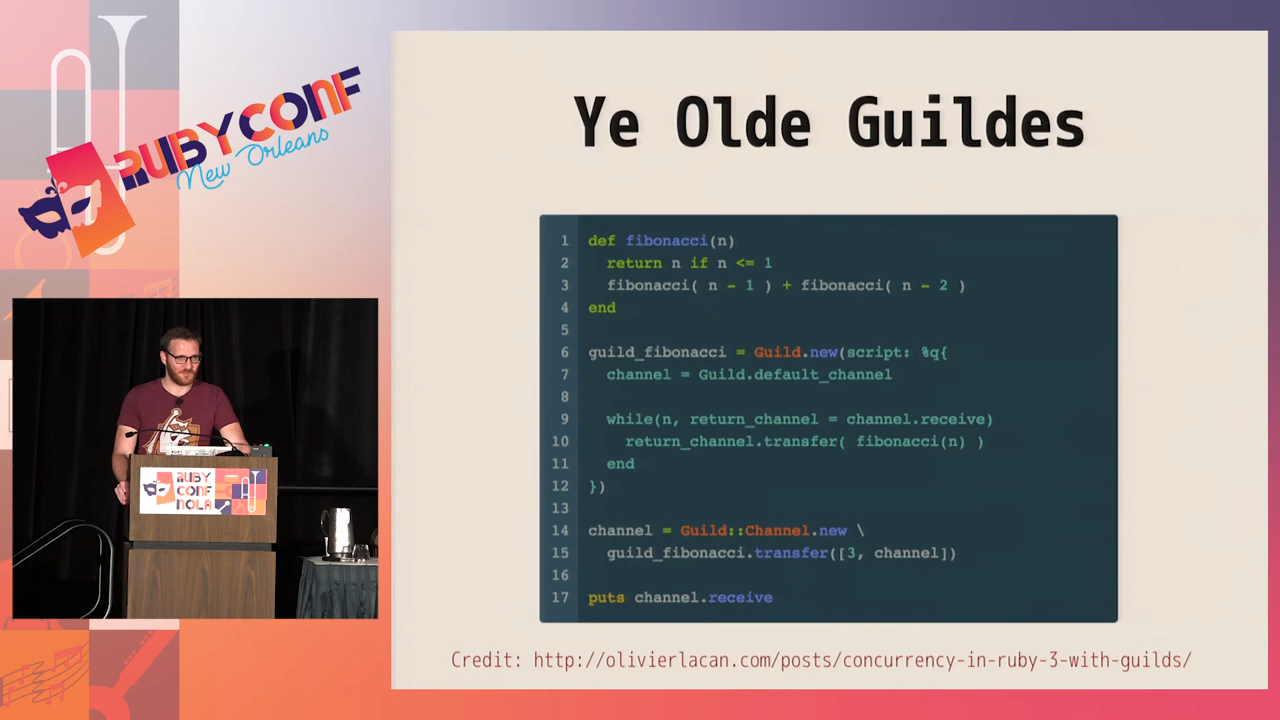 RUBYCONF
New Orleans
RUBY
CONF
NOLA
Ye Olde Guildes
1 def fibonacci(n)
2 return n if n <= 1
3 fibonacci( n - 1 ) + fibonacci( n - 2 )
4 end
5
6 guild_fibonacci = Guild.new(script: %q{
7 channel = Guild.default_channel
8
9 while(n, return_channel = channel.receive)
10 return_channel.transfer( fibonacci(n) )
11 end
12 })
13
14 channel = Guild::Channel.new \
15 guild_fibonacci.transfer([3, channel])
16
17 puts channel.receive
Credit: http://olivierlacan.com/posts/concurrency-in-ruby-3-with-guilds/